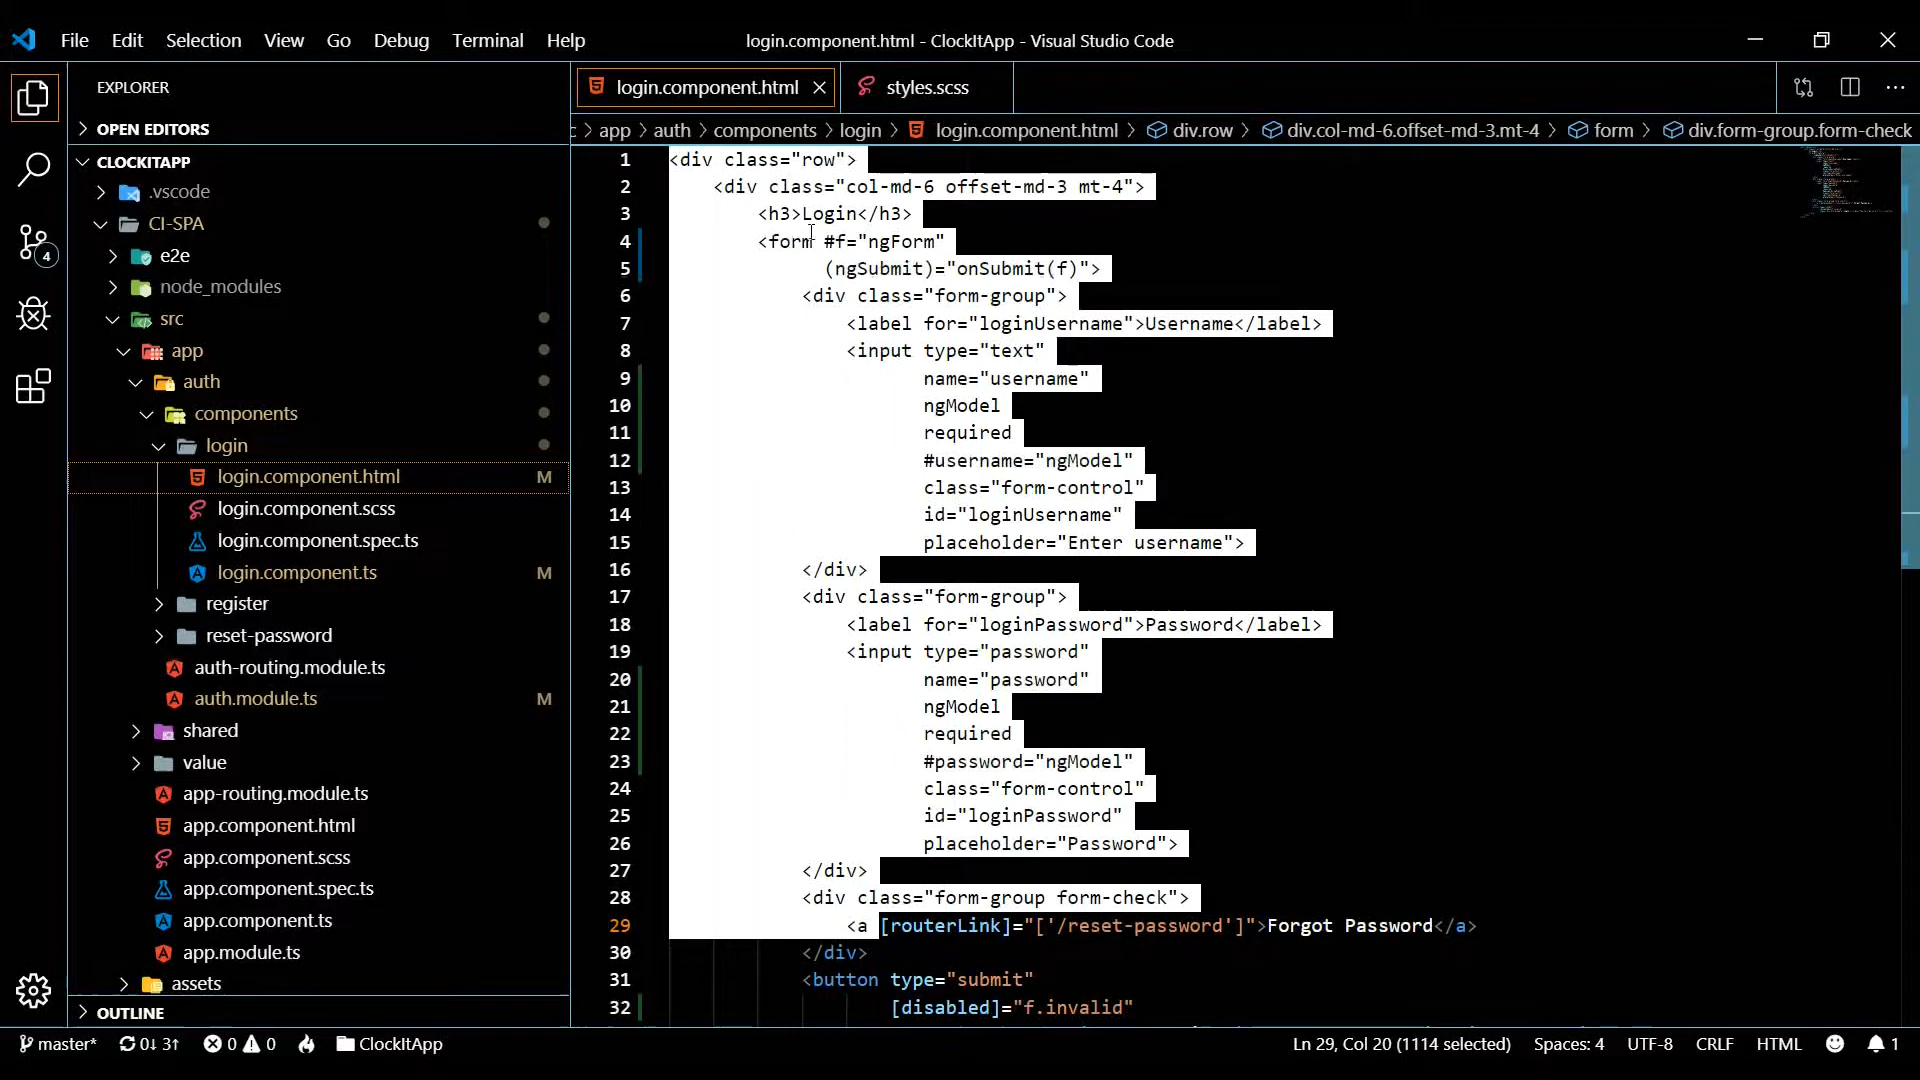 File Edit Selection View Go Debug Terminal Help
login.component.html - ClockItApp - Visual Studio Code
EXPLORER
OPEN EDITORS
CLOCKITAPP
.vscode
CI-SPA
e2e
node_modules
src
app
auth
components
login
login.component.html M
login.component.scss
login.component.spec.ts
login.component.ts M
register
reset-password
auth-routing.module.ts
auth.module.ts M
shared
value
app-routing.module.ts
app.component.html
app.component.scss
app.component.spec.ts
app.component.ts
app.module.ts
assets
OUTLINE
4
login.component.html
styles.scss
app > auth > components > login > login.component.html > div.row > div.col-md-6.offset-md-3.mt-4 > form > div.form-group.form-check
1 <div class="row">
2 <div class="col-md-6 offset-md-3 mt-4">
3 <h3>Login</h3>
4 <form #f="ngForm"
5 (ngSubmit)="onSubmit(f)">
6 <div class="form-group">
7 <label for="loginUsername">Username</label>
8 <input type="text"
9 name="username"
10 ngModel
11 required
12 #username="ngModel"
13 class="form-control"
14 id="loginUsername"
15 placeholder="Enter username">
16 </div>
17 <div class="form-group">
18 <label for="loginPassword">Password</label>
19 <input type="password"
20 name="password"
21 ngModel
22 required
23 #password="ngModel"
24 class="form-control"
25 id="loginPassword"
26 placeholder="Password">
27 </div>
28 <div class="form-group form-check">
29 <a [routerLink]="['/reset-password']">Forgot Password</a>
30 </div>
31 <button type="submit"
32 [disabled]="f.invalid"
master* 0↓ 3↑ 0 0 ClockItApp
Ln 29, Col 20 (1114 selected) Spaces: 4 UTF-8 CRLF HTML 1